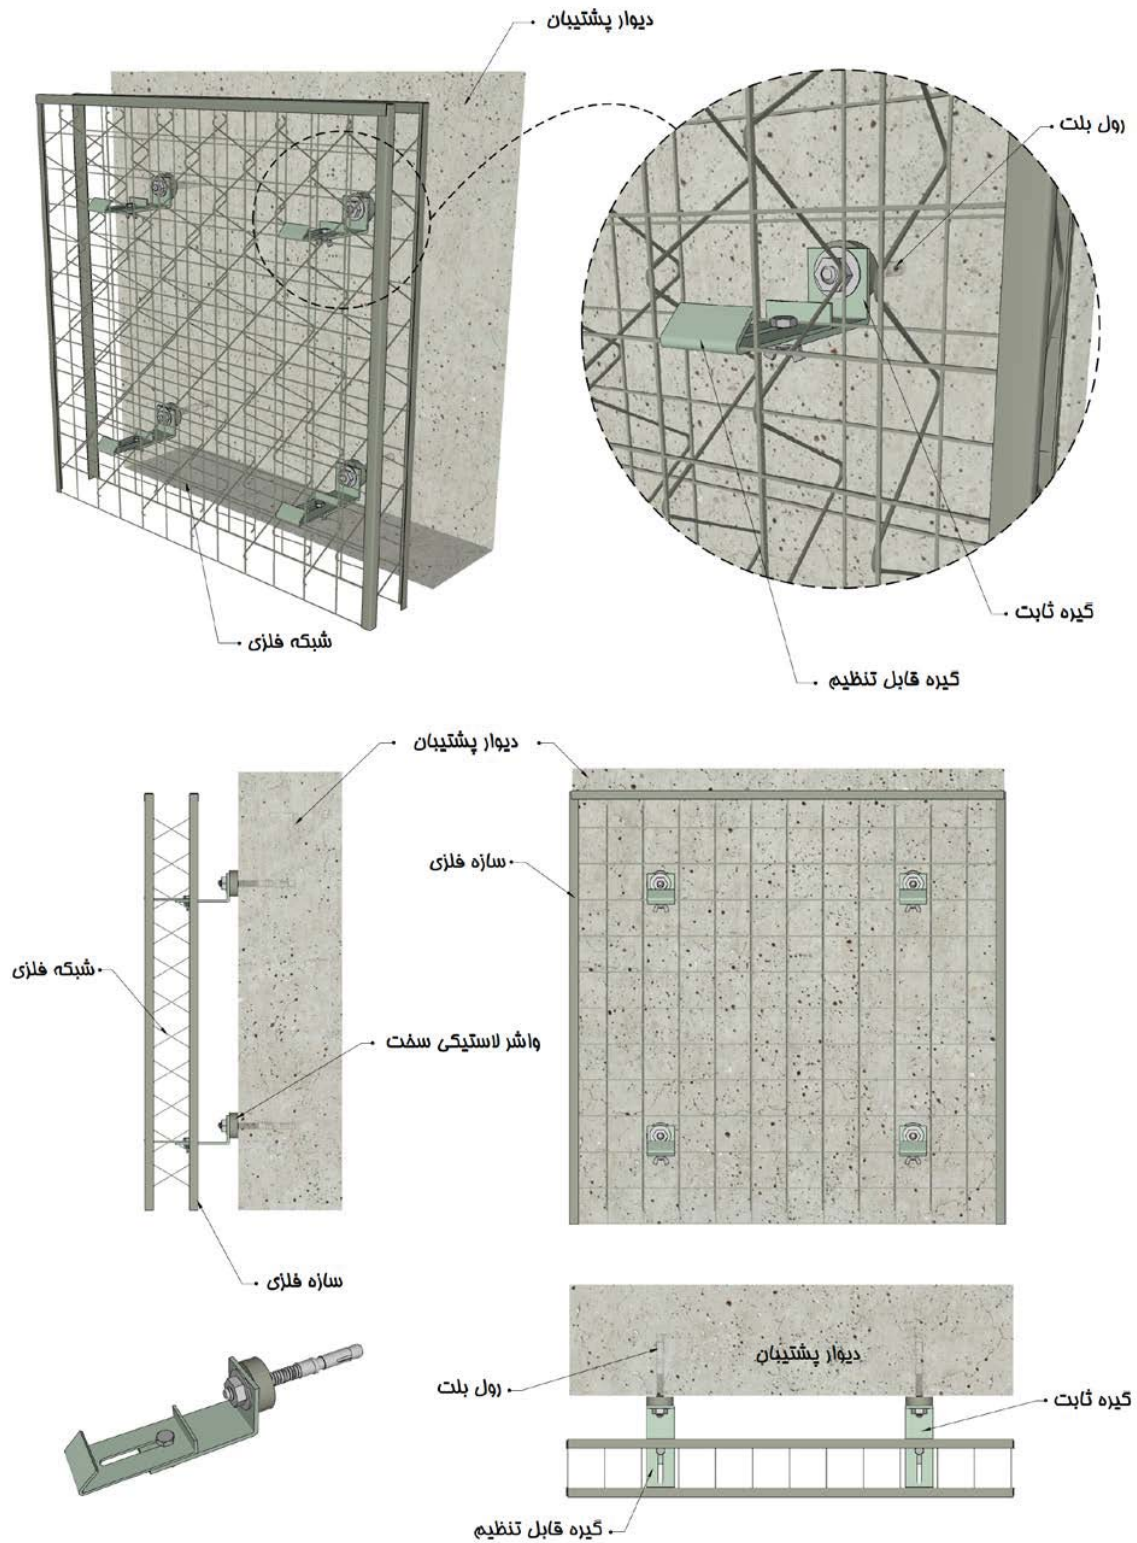 دیوار پشتیبان
رول بلت
گیره ثابت
شبکه فلزی
گیره قابل تنظیم
دیوار پشتیبان
سازه فلزی
شبکه فلزی
واشر لاستیکی سخت
سازه فلزی
دیوار پشتیبان
رول بلت
گیره ثابت
گیره قابل تنظیم